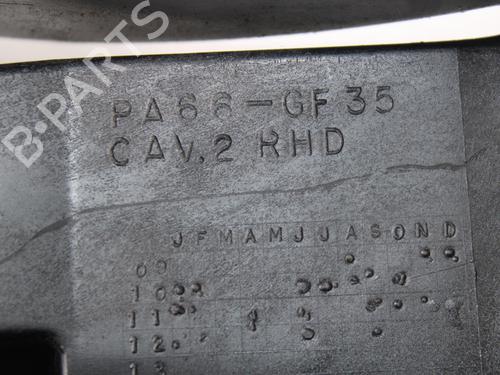 B-PARTS
PA66-GF35
CAV.2 RHD
J F M A M J J A S O N D
09
10
11
12